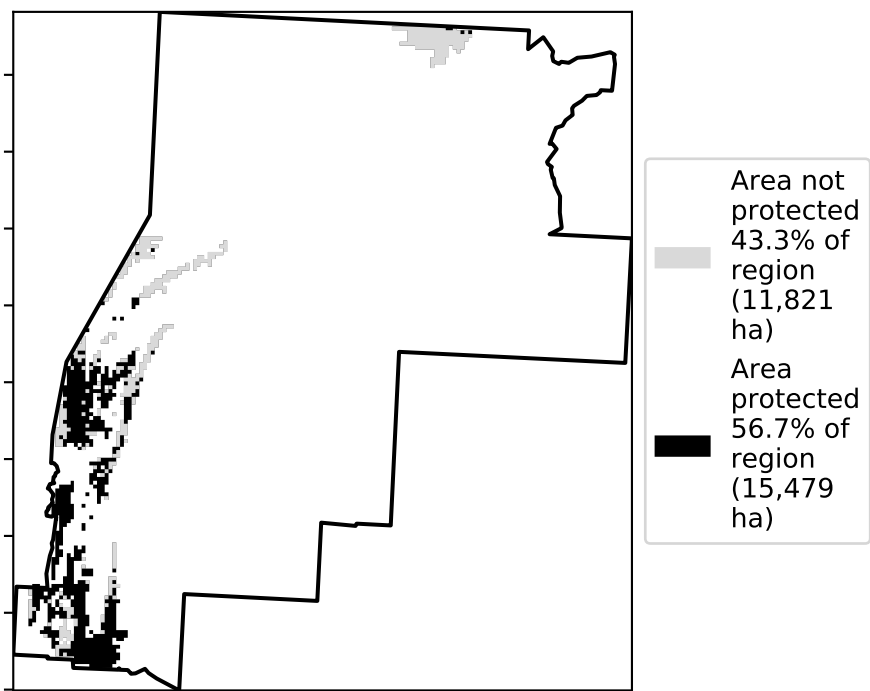 Area not
protected
43.3% of
region
(11,821
ha)
Area
protected
56.7% of
region
(15,479
ha)